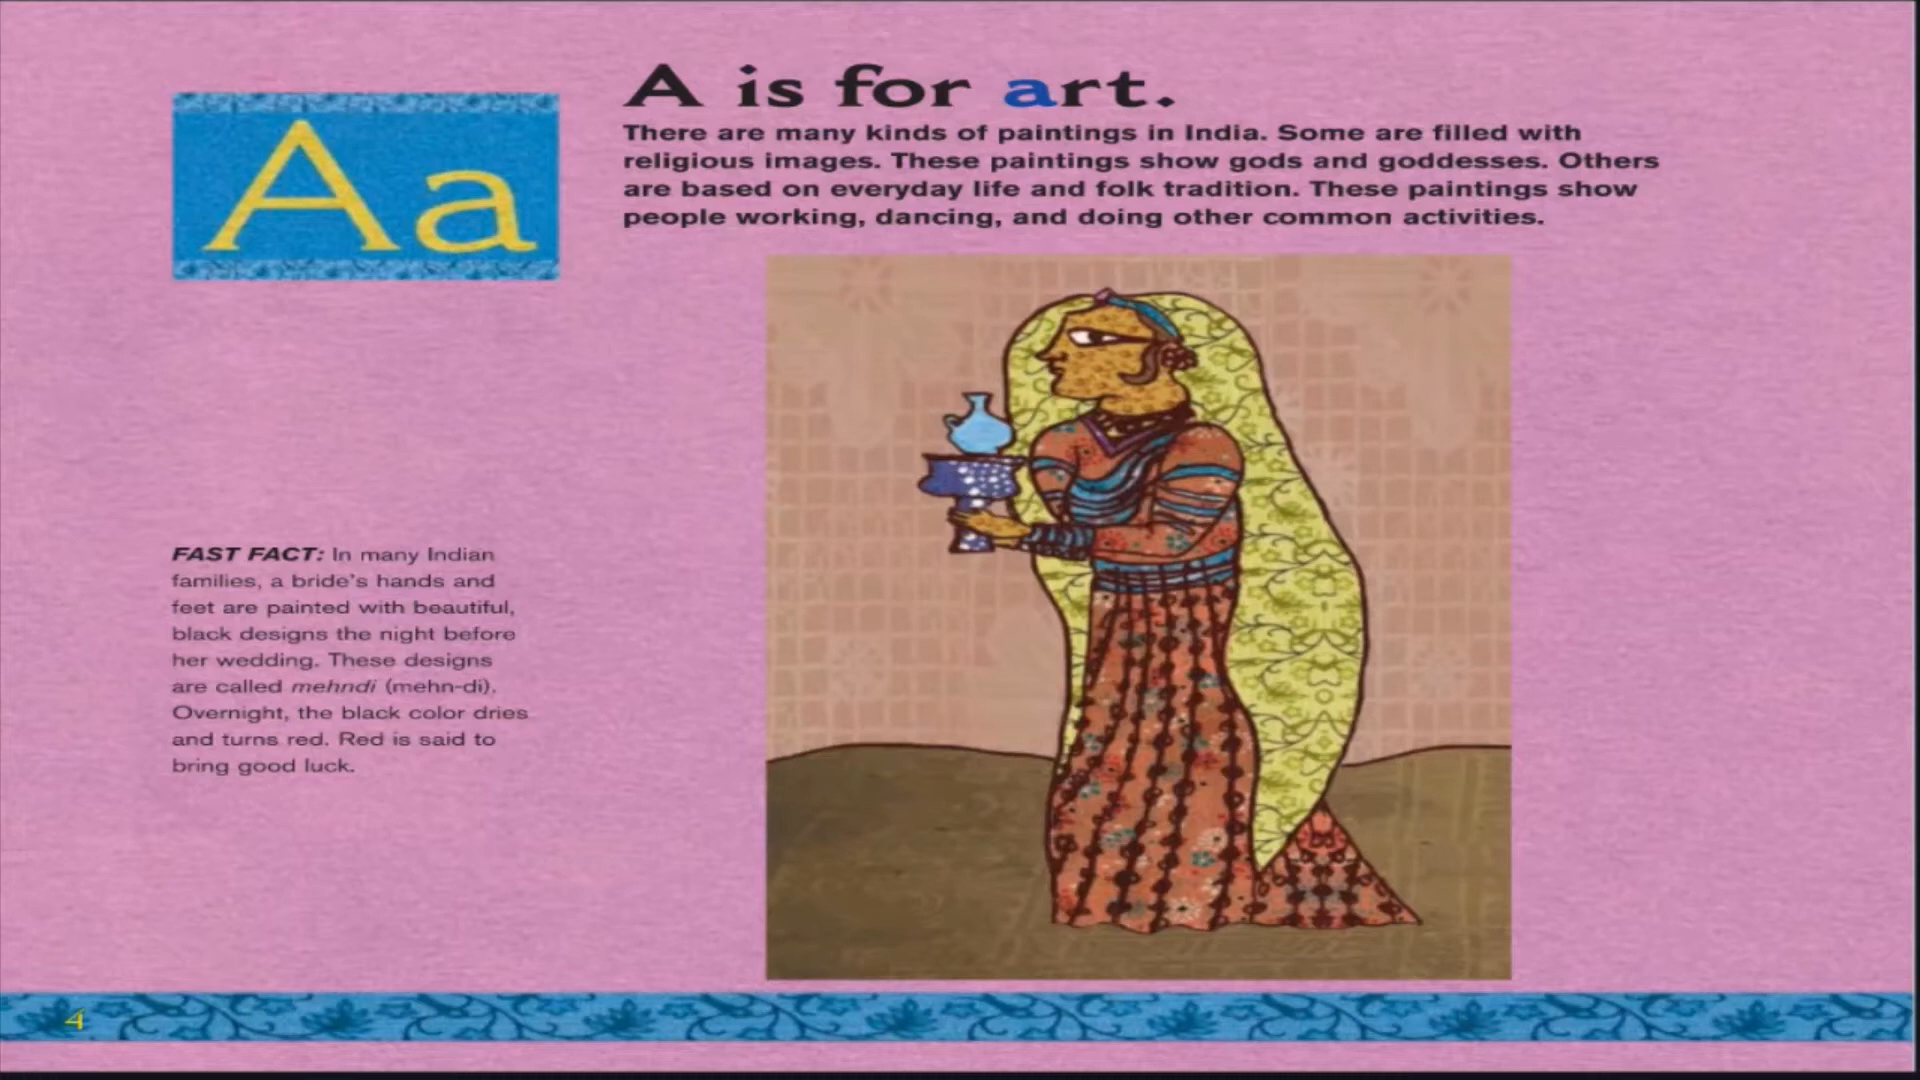 Aa
A is for art.
There are many kinds of paintings in India. Some are filled with
religious images. These paintings show gods and goddesses. Others
are based on everyday life and folk tradition. These paintings show
people working, dancing, and doing other common activities.
FAST FACT: In many Indian
families, a bride's hands and
feet are painted with beautiful,
black designs the night before
her wedding. These designs
are called mehndi (mehn-di).
Overnight, the black color dries
and turns red. Red is said to
bring good luck.
4